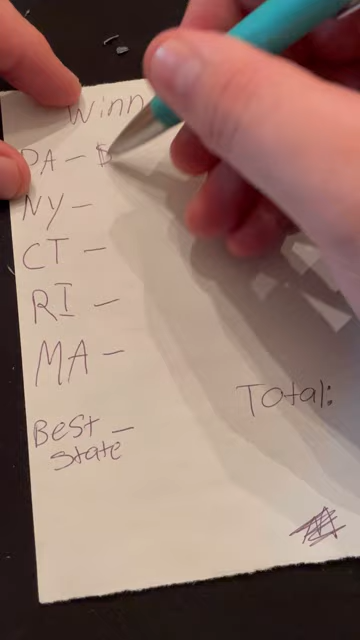 Winn
PA - $
NY -
CT -
RI -
MA -
Total:
Best -
State